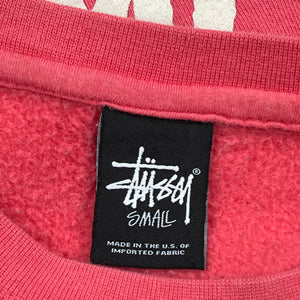 Stüssy®
SMALL
MADE IN THE U.S. OF
IMPORTED FABRIC